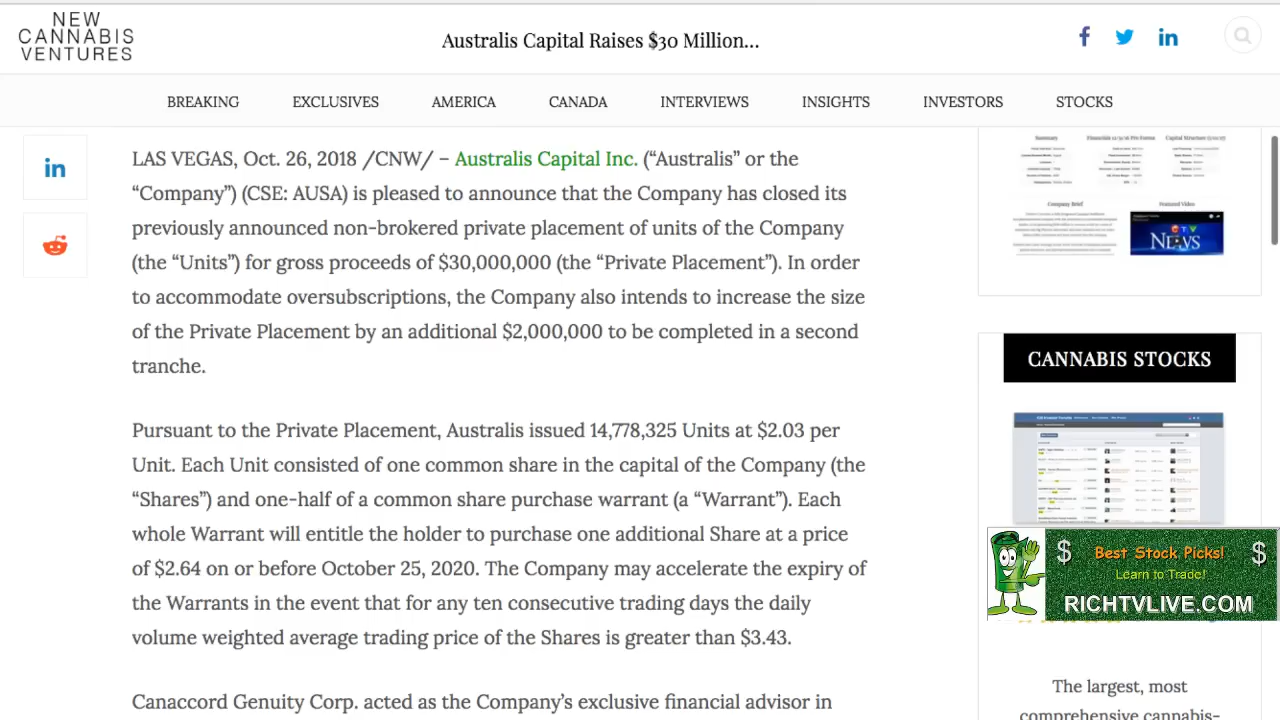 NEW
CANNABIS
VENTURES
Australis Capital Raises $30 Million...
BREAKING
EXCLUSIVES
AMERICA
CANADA
INTERVIEWS
INSIGHTS
INVESTORS
STOCKS
LAS VEGAS, Oct. 26, 2018 /CNW/ – Australis Capital Inc. (“Australis” or the
“Company”) (CSE: AUSA) is pleased to announce that the Company has closed its
previously announced non-brokered private placement of units of the Company
(the “Units”) for gross proceeds of $30,000,000 (the “Private Placement”). In order
to accommodate oversubscriptions, the Company also intends to increase the size
of the Private Placement by an additional $2,000,000 to be completed in a second
tranche.
Pursuant to the Private Placement, Australis issued 14,778,325 Units at $2.03 per
Unit. Each Unit consisted of one common share in the capital of the Company (the
“Shares”) and one-half of a common share purchase warrant (a “Warrant”). Each
whole Warrant will entitle the holder to purchase one additional Share at a price
of $2.64 on or before October 25, 2020. The Company may accelerate the expiry of
the Warrants in the event that for any ten consecutive trading days the daily
volume weighted average trading price of the Shares is greater than $3.43.
Canaccord Genuity Corp. acted as the Company’s exclusive financial advisor in
Summary
Company Brief
Featured Video
CTV
NEWS
CANNABIS STOCKS
$ Best Stock Picks! $
Learn to Trade!
RICHTVLIVE.COM
The largest, most
comprehensive cannabis-